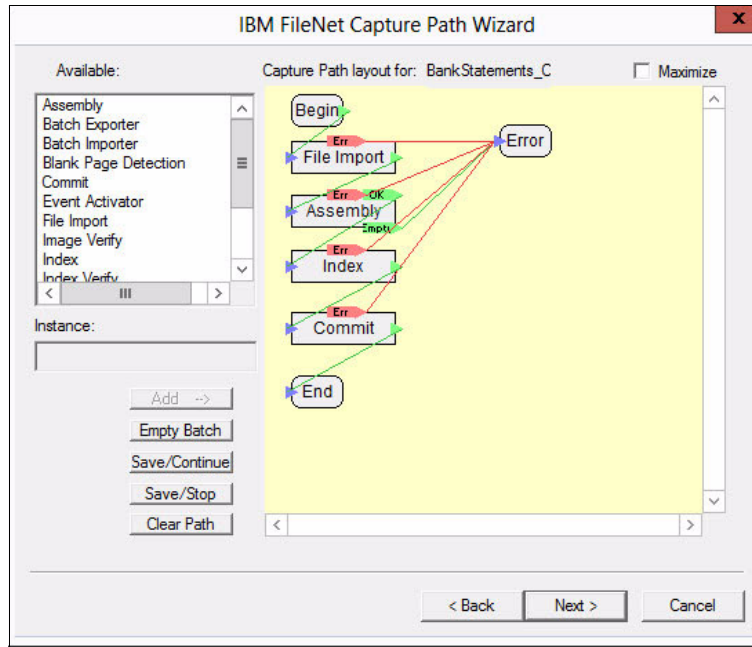 IBM FileNet Capture Path Wizard
x
Available:
Capture Path layout for: BankStatements_C
Maximize
Assembly
Batch Exporter
Batch Importer
Blank Page Detection
Commit
Event Activator
File Import
Image Verify
Index
Index Verify
Instance:
Add -->
Empty Batch
Save/Continue
Save/Stop
Clear Path
Begin
Err
File Import
Error
Err
OK
Assembly
Empty
Err
Index
Err
Commit
End
< Back
Next >
Cancel